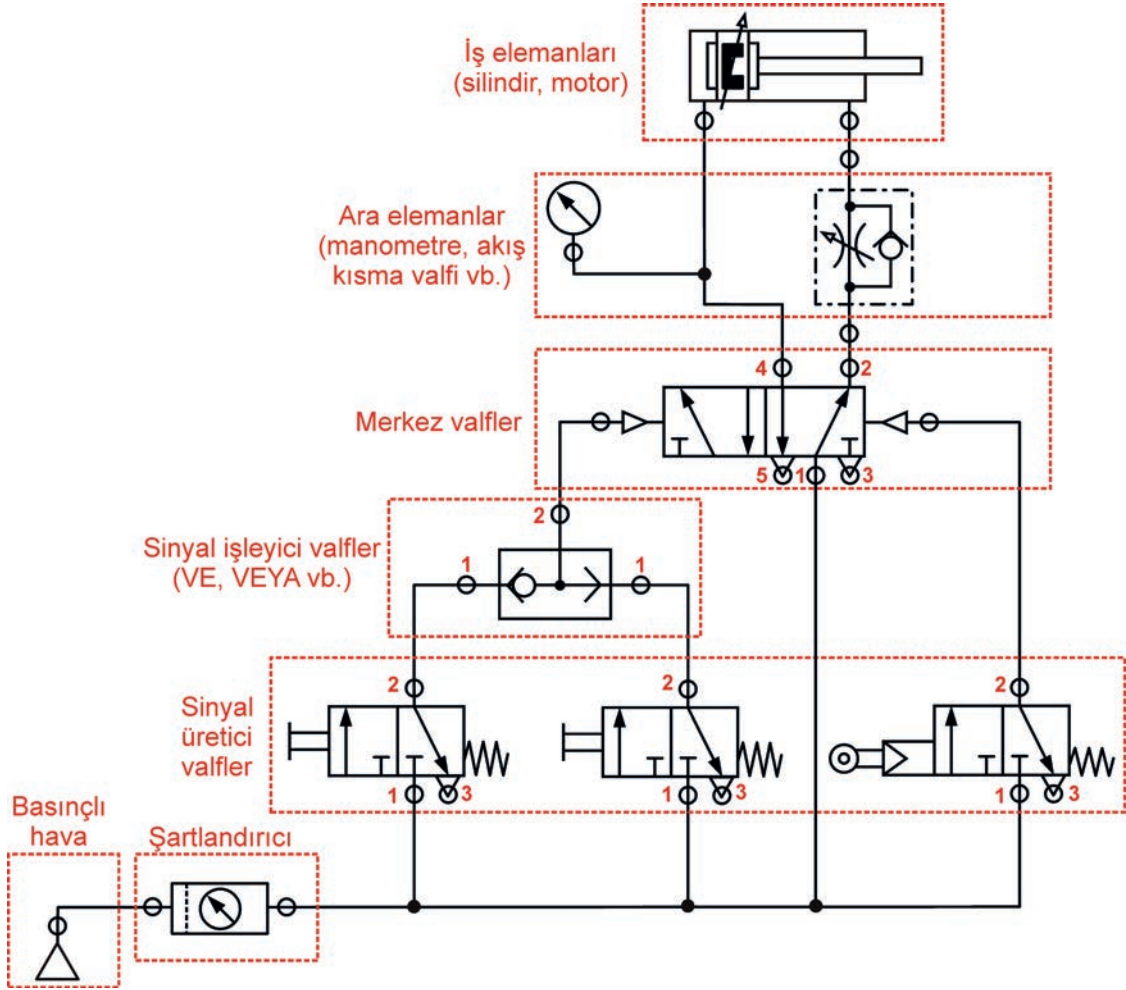 İş elemanları
(silindir, motor)
Ara elemanlar
(manometre, akış
kısma valfi vb.)
4
2
Merkez valfler
5
1
3
2
Sinyal işleyici valfler
(VE, VEYA vb.)
1
1
2
2
2
Sinyal
üretici
valfler
1
3
1
3
1
3
Basınçlı
hava
Şartlandırıcı